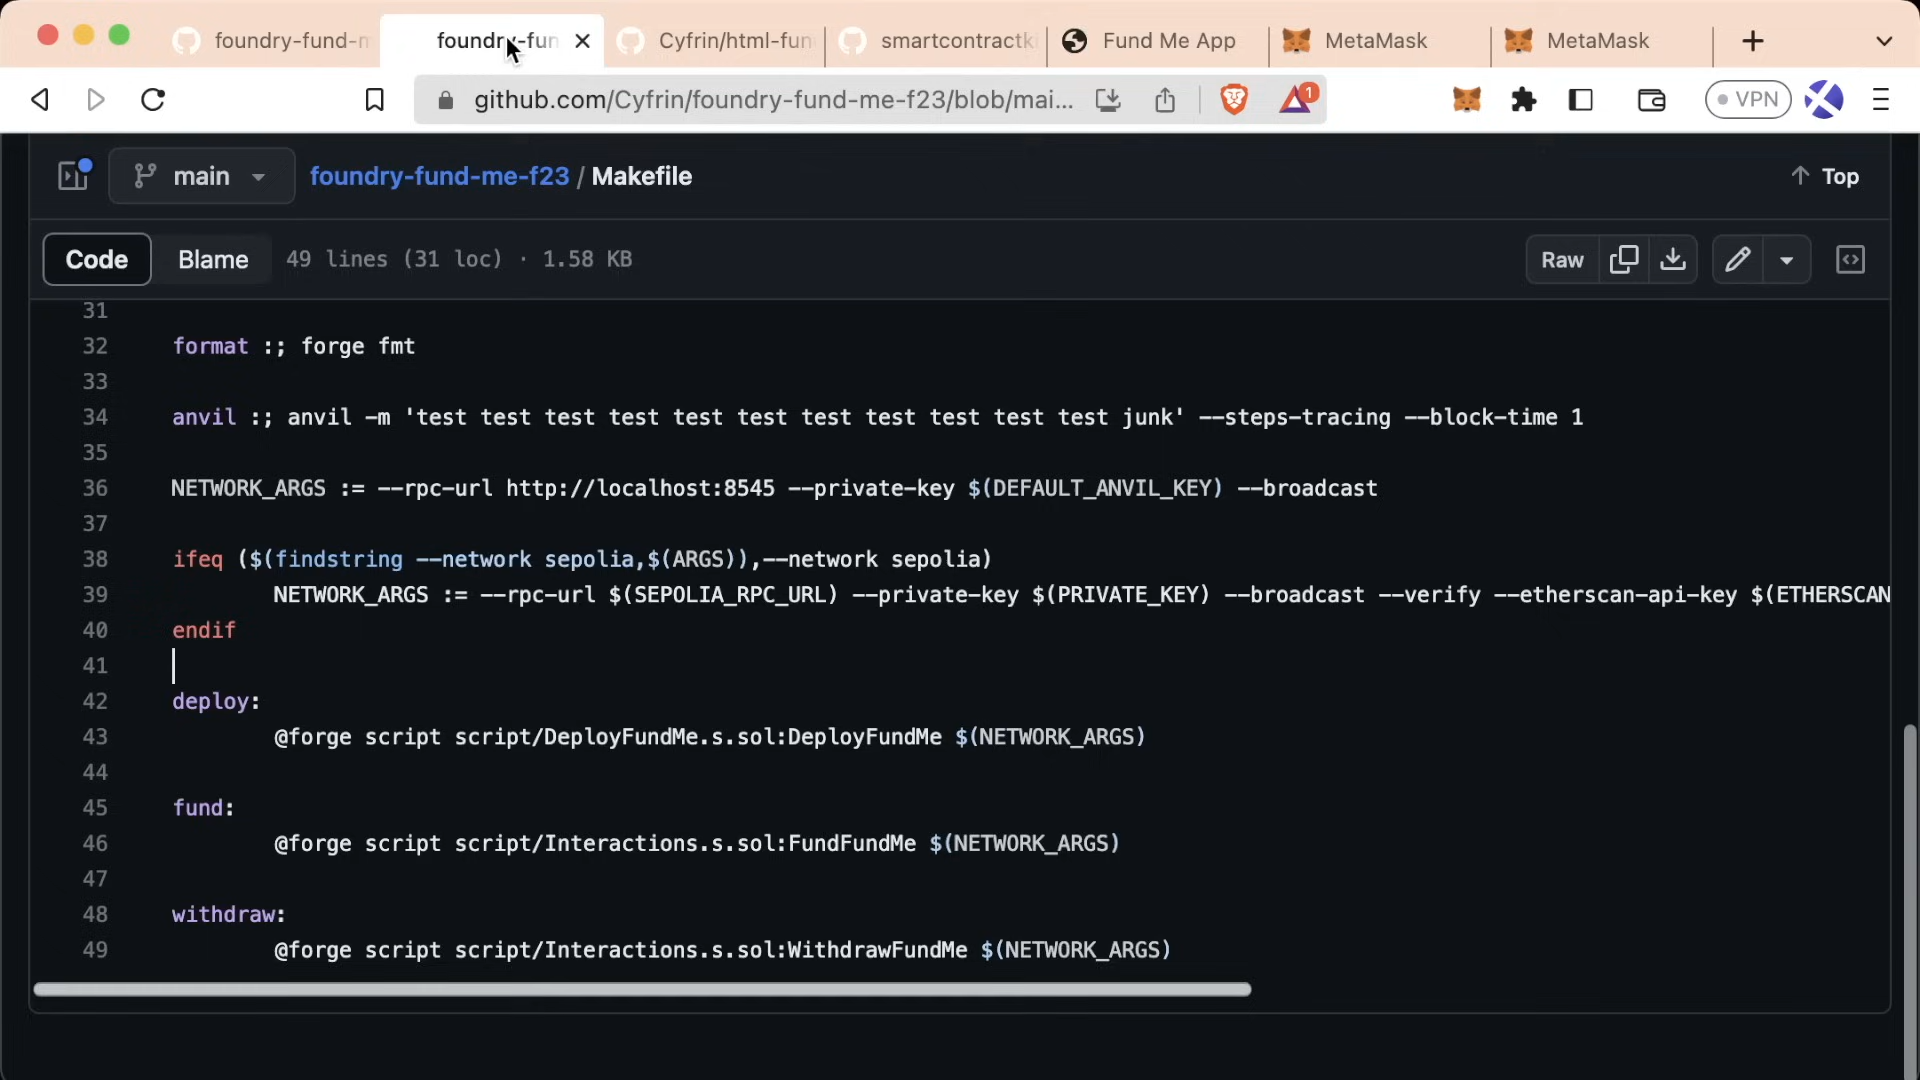 foundry-fund-m
foundry-fun
Cyfrin/html-fun
smartcontractki
Fund Me App
MetaMask
MetaMask
github.com/Cyfrin/foundry-fund-me-f23/blob/mai...
1
VPN
main
foundry-fund-me-f23 / Makefile
Top
Code
Blame
49 lines (31 loc) · 1.58 KB
Raw
31
32 format :; forge fmt
33
34 anvil :; anvil -m 'test test test test test test test test test test test junk' --steps-tracing --block-time 1
35
36 NETWORK_ARGS := --rpc-url http://localhost:8545 --private-key $(DEFAULT_ANVIL_KEY) --broadcast
37
38 ifeq ($(findstring --network sepolia,$(ARGS)),--network sepolia)
39 NETWORK_ARGS := --rpc-url $(SEPOLIA_RPC_URL) --private-key $(PRIVATE_KEY) --broadcast --verify --etherscan-api-key $(ETHERSCAN
40 endif
41
42 deploy:
43 @forge script script/DeployFundMe.s.sol:DeployFundMe $(NETWORK_ARGS)
44
45 fund:
46 @forge script script/Interactions.s.sol:FundFundMe $(NETWORK_ARGS)
47
48 withdraw:
49 @forge script script/Interactions.s.sol:WithdrawFundMe $(NETWORK_ARGS)